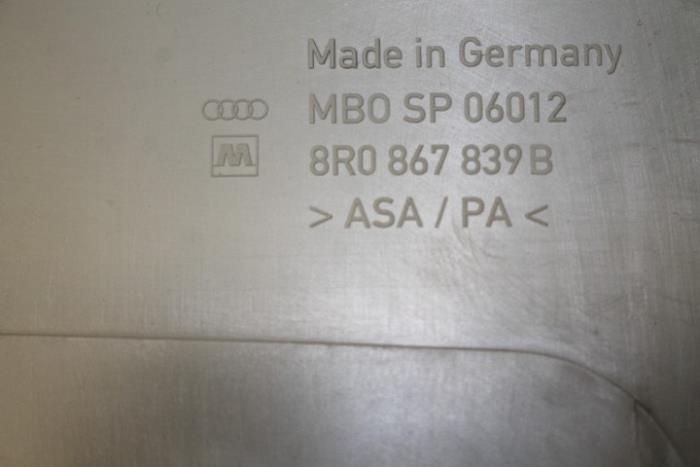 Made in Germany
MBO SP 06012
8R0 867 839 B
> ASA / PA <